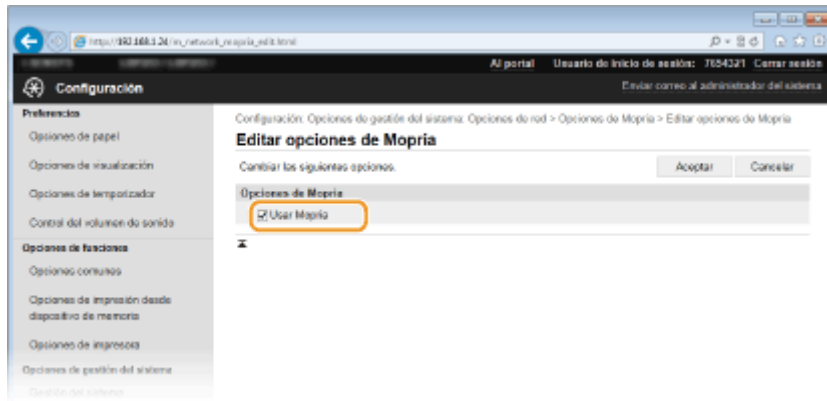 http://192.168.1.24/m_network_mopria_edit.html
Al portal Usuario de inicio de sesión: 7654321 Cerrar sesión
Configuración
Enviar correo al administrador del sistema
Preferencias
Opciones de papel
Opciones de visualización
Opciones de temporizador
Control del volumen de sonido
Opciones de funciones
Opciones comunes
Opciones de impresión desde
dispositivo de memoria
Opciones de impresora
Opciones de gestión del sistema
Gestión del sistema
Configuración: Opciones de gestión del sistema: Opciones de red > Opciones de Mopria > Editar opciones de Mopria
Editar opciones de Mopria
Cambiar las siguientes opciones.
Aceptar Cancelar
Opciones de Mopria
Usar Mopria